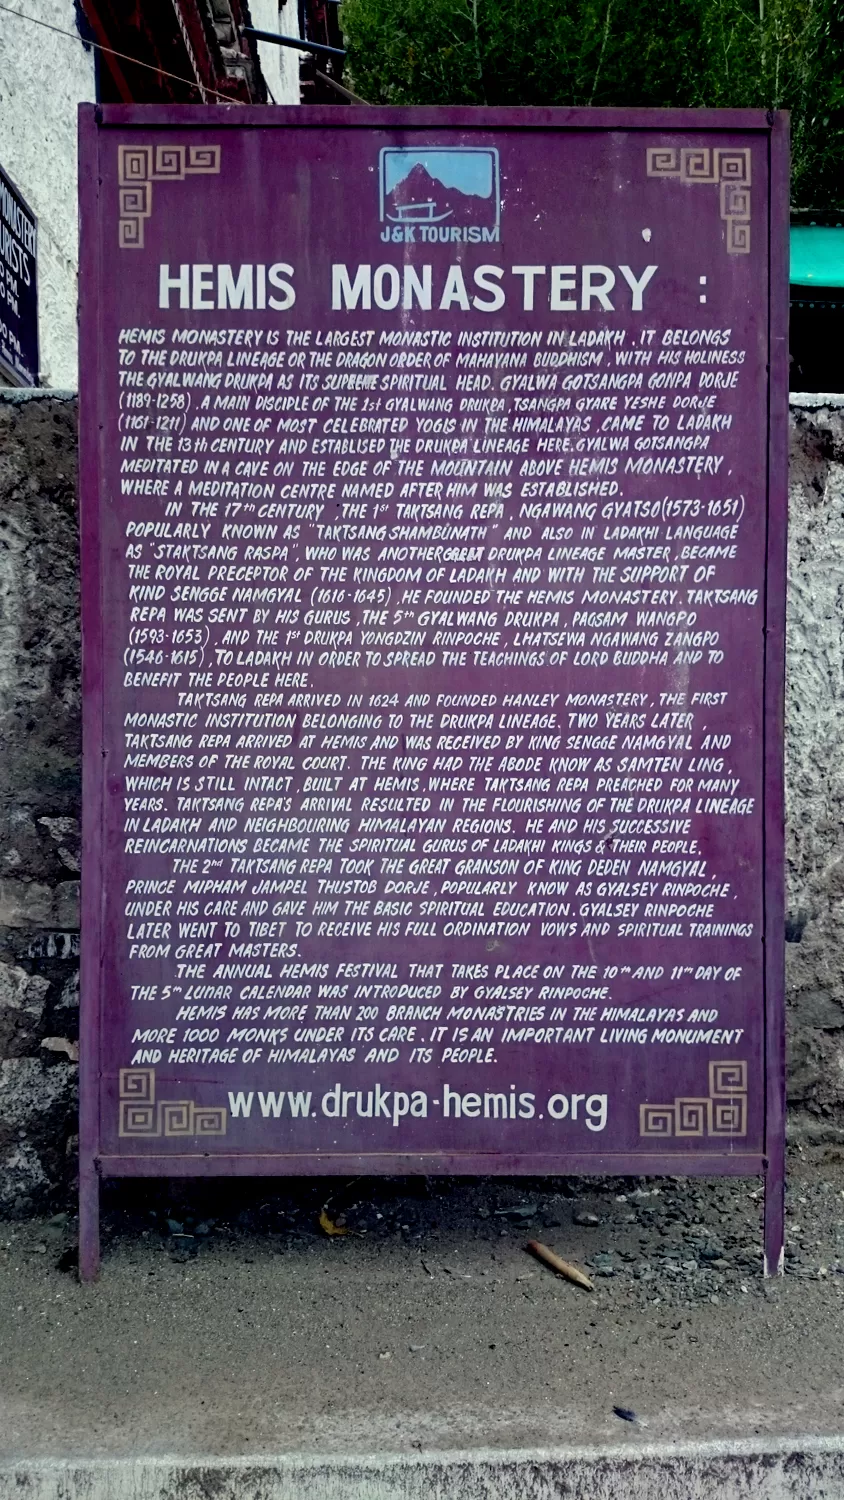 MONASTERY
J&K TOURISM
HEMIS MONASTERY :
HEMIS MONASTERY IS THE LARGEST MONASTIC INSTITUTION IN LADAKH . IT BELONGS
TO THE DRUKPA LINEAGE OR THE DRAGON ORDER OF MAHAYANA BUDDHISM , WITH HIS HOLINESS
THE GYALWANG DRUKPA AS ITS SUPREME SPIRITUAL HEAD. GYALWA GOTSANGPA GONPA DORJE
(1189-1258) . A MAIN DISCIPLE OF THE 1st GYALWANG DRUKPA , TSANGPA GYARE YESHE DORJE
(1161-1211) AND ONE OF MOST CELEBRATED YOGIS IN THE HIMALAYAS , CAME TO LADAKH
IN THE 13th CENTURY AND ESTABLISED THE DRUKPA LINEAGE HERE. GYALWA GOTSANGPA
MEDITATED IN A CAVE ON THE EDGE OF THE MOUNTAIN ABOVE HEMIS MONASTERY ,
WHERE A MEDITATION CENTRE NAMED AFTER HIM WAS ESTABLISHED.
IN THE 17th CENTURY , THE 1st TAKTSANG REPA , NGAWANG GYATSO (1573-1651)
POPULARLY KNOWN AS "TAKTSANG SHAMBUNATH" AND ALSO IN LADAKHI LANGUAGE
AS "STAKTSANG RASPA", WHO WAS ANOTHER GREAT DRUKPA LINEAGE MASTER , BECAME
THE ROYAL PRECEPTOR OF THE KINGDOM OF LADAKH AND WITH THE SUPPORT OF
KIND SENGGE NAMGYAL (1616-1645) , HE FOUNDED THE HEMIS MONASTERY. TAKTSANG
REPA WAS SENT BY HIS GURUS , THE 5th GYALWANG DRUKPA , PAGSAM WANGPO
(1593-1653) , AND THE 1st DRUKPA YONGDZIN RINPOCHE , LHATSEWA NGAWANG ZANGPO
(1546-1615) , TO LADAKH IN ORDER TO SPREAD THE TEACHINGS OF LORD BUDDHA AND TO
BENEFIT THE PEOPLE HERE.
TAKTSANG REPA ARRIVED IN 1624 AND FOUNDED HANLEY MONASTERY , THE FIRST
MONASTIC INSTITUTION BELONGING TO THE DRUKPA LINEAGE. TWO YEARS LATER ,
TAKTSANG REPA ARRIVED AT HEMIS AND WAS RECEIVED BY KING SENGGE NAMGYAL AND
MEMBERS OF THE ROYAL COURT. THE KING HAD THE ABODE KNOW AS SAMTEN LING ,
WHICH IS STILL INTACT , BUILT AT HEMIS , WHERE TAKTSANG REPA PREACHED FOR MANY
YEARS. TAKTSANG REPA'S ARRIVAL RESULTED IN THE FLOURISHING OF THE DRUKPA LINEAGE
IN LADAKH AND NEIGHBOURING HIMALAYAN REGIONS. HE AND HIS SUCCESSIVE
REINCARNATIONS BECAME THE SPIRITUAL GURUS OF LADAKHI KINGS & THEIR PEOPLE.
THE 2nd TAKTSANG REPA TOOK THE GREAT GRANSON OF KING DEDEN NAMGYAL ,
PRINCE MIPHAM JAMPEL THUSTOB DORJE , POPULARLY KNOW AS GYALSEY RINPOCHE ,
UNDER HIS CARE AND GAVE HIM THE BASIC SPIRITUAL EDUCATION . GYALSEY RINPOCHE
LATER WENT TO TIBET TO RECEIVE HIS FULL ORDINATION VOWS AND SPIRITUAL TRAININGS
FROM GREAT MASTERS.
THE ANNUAL HEMIS FESTIVAL THAT TAKES PLACE ON THE 10th AND 11th DAY OF
THE 5th LUNAR CALENDAR WAS INTRODUCED BY GYALSEY RINPOCHE.
HEMIS HAS MORE THAN 200 BRANCH MONASTRIES IN THE HIMALAYAS AND
MORE 1000 MONKS UNDER ITS CARE . IT IS AN IMPORTANT LIVING MONUMENT
AND HERITAGE OF HIMALAYAS AND ITS PEOPLE.
www.drukpa-hemis.org